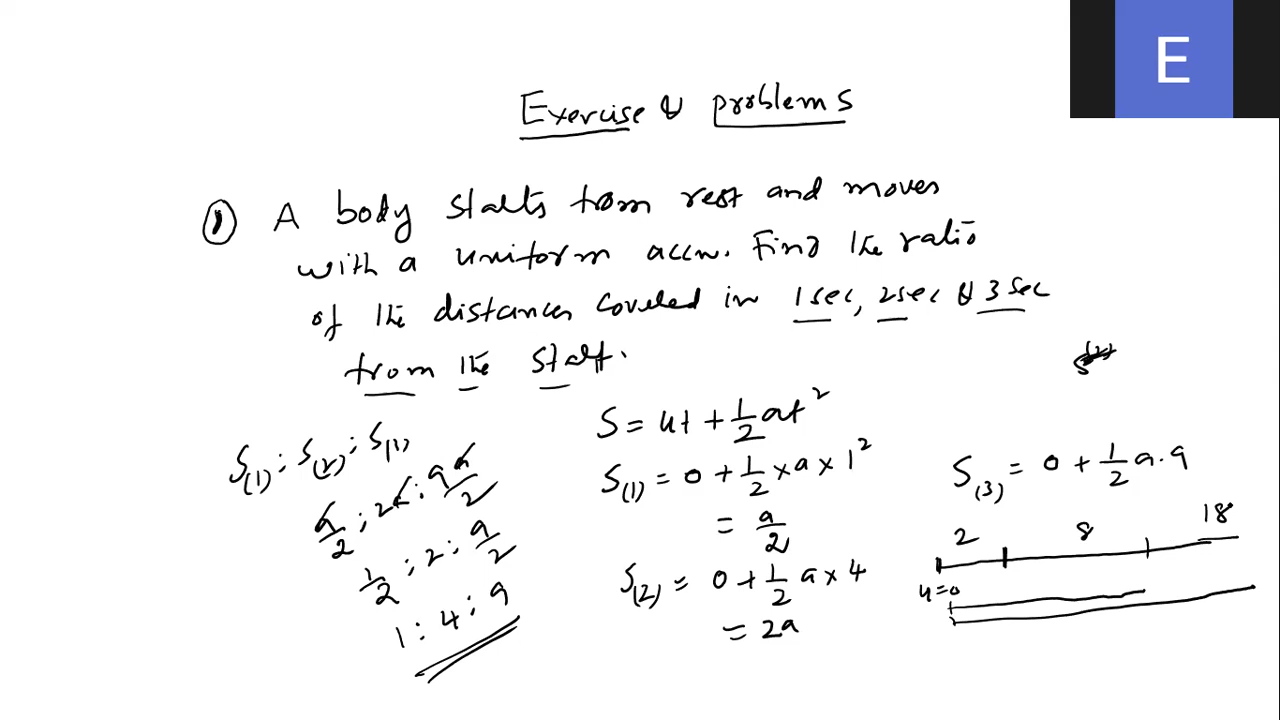 E
Exercise & problems
① A body starts from rest and moves
with a uniform accn. Find the ratio
of the distances covered in 1sec, 2sec & 3 sec
from the start.
S = ut + 1/2 at²
S(1) : S(2) : S(3)
a/2 : 2a : 9a/2
1/2 : 2 : 9/2
1 : 4 : 9
S(1) = 0 + 1/2 × a × 1²
= a/2
S(2) = 0 + 1/2 a × 4
= 2a
S(3) = 0 + 1/2 a . 9
2 8 18
u=0